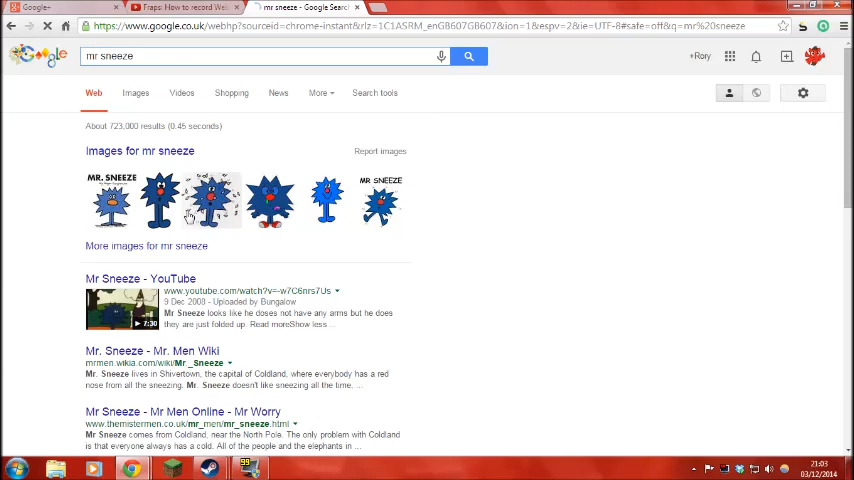 Google+
Fraps: How to record Web
mr sneeze - Google Search
https://www.google.co.uk/webhp?sourceid=chrome-instant&rlz=1C1ASRM_enGB607GB607&ion=1&espv=2&ie=UTF-8#safe=off&q=mr%20sneeze
mr sneeze
+Rory
Web
Images
Videos
Shopping
News
More
Search tools
About 723,000 results (0.45 seconds)
Images for mr sneeze
Report images
MR. SNEEZE
MR SNEEZE
More images for mr sneeze
Mr Sneeze - YouTube
www.youtube.com/watch?v=-w7C6nrs7Us
9 Dec 2008 - Uploaded by Bungalow
Mr Sneeze looks like he doses not have any arms but he does
they are just folded up. Read moreShow less ...
7:30
Mr. Sneeze - Mr. Men Wiki
mrmen.wikia.com/wiki/Mr._Sneeze
Mr. Sneeze lives in Shivertown, the capital of Coldland, where everybody has a red
nose from all the sneezing. Mr. Sneeze doesn't like sneezing all the time, ...
Mr Sneeze - Mr Men Online - Mr Worry
www.themistermen.co.uk/mr_men/mr_sneeze.html
Mr Sneeze comes from Coldland, near the North Pole. The only problem with Coldland
is that everyone always has a cold. All of the people and the elephants in ...
99
21:03
03/12/2014